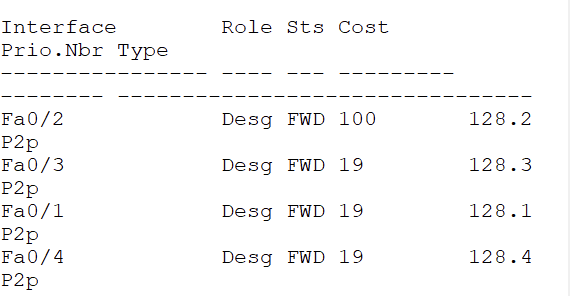 Interface        Role Sts Cost
Prio.Nbr Type
---------------- ---- --- ---------
-------- --------------------------------
Fa0/2            Desg FWD 100       128.2
P2p
Fa0/3            Desg FWD 19        128.3
P2p
Fa0/1            Desg FWD 19        128.1
P2p
Fa0/4            Desg FWD 19        128.4
P2p